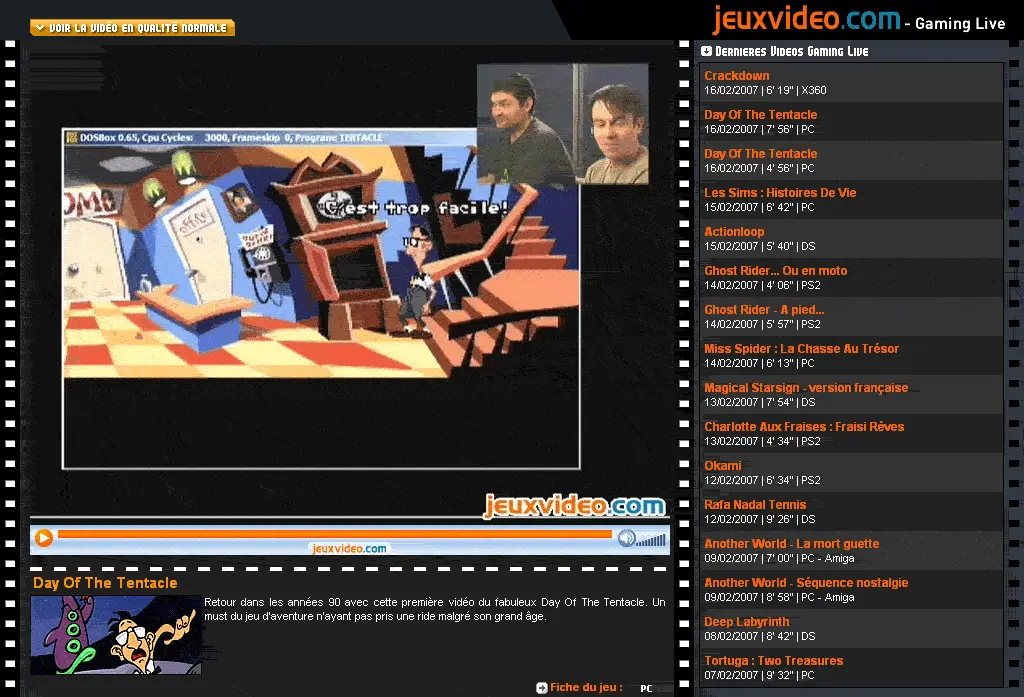 VOIR LA VIDEO EN QUALITÉ NORMALE
jeuxvideo.com - Gaming Live
DOSBox 0.65, Cpu Cycles: 3000, Frameskip 0, Program: TENTACLE
OFFICE
C'est trop facile!
jeuxvideo.com
jeuxvideo.com
Day Of The Tentacle
Retour dans les années 90 avec cette première vidéo du fabuleux Day Of The Tentacle. Un
must du jeu d'aventure n'ayant pas pris une ride malgré son grand âge.
Fiche du jeu : PC
DERNIERES VIDEOS GAMING LIVE
Crackdown
16/02/2007 | 6' 19" | X360
Day Of The Tentacle
16/02/2007 | 7' 56" | PC
Day Of The Tentacle
16/02/2007 | 4' 56" | PC
Les Sims : Histoires De Vie
15/02/2007 | 6' 42" | PC
Actionloop
15/02/2007 | 5' 40" | DS
Ghost Rider... Ou en moto
14/02/2007 | 4' 06" | PS2
Ghost Rider - A pied...
14/02/2007 | 5' 57" | PS2
Miss Spider : La Chasse Au Trésor
14/02/2007 | 6' 13" | PC
Magical Starsign - version française
13/02/2007 | 7' 54" | DS
Charlotte Aux Fraises : Fraisi Rêves
13/02/2007 | 4' 34" | PS2
Okami
12/02/2007 | 6' 34" | PS2
Rafa Nadal Tennis
12/02/2007 | 9' 26" | DS
Another World - La mort guette
09/02/2007 | 7' 00" | PC - Amiga
Another World - Séquence nostalgie
09/02/2007 | 8' 58" | PC - Amiga
Deep Labyrinth
08/02/2007 | 8' 42" | DS
Tortuga : Two Treasures
07/02/2007 | 9' 32" | PC